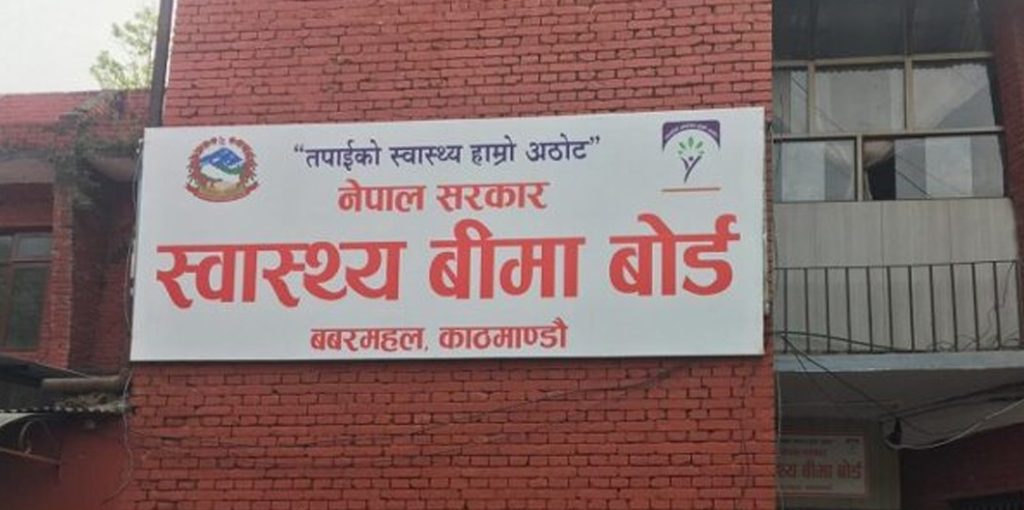 “तपाईको स्वास्थ्य हाम्रो अठोट”
नेपाल सरकार
स्वास्थ्य बीमा बोर्ड
बबरमहल, काठमाण्डौ
स्वास्थ्य बीमा बोर्ड